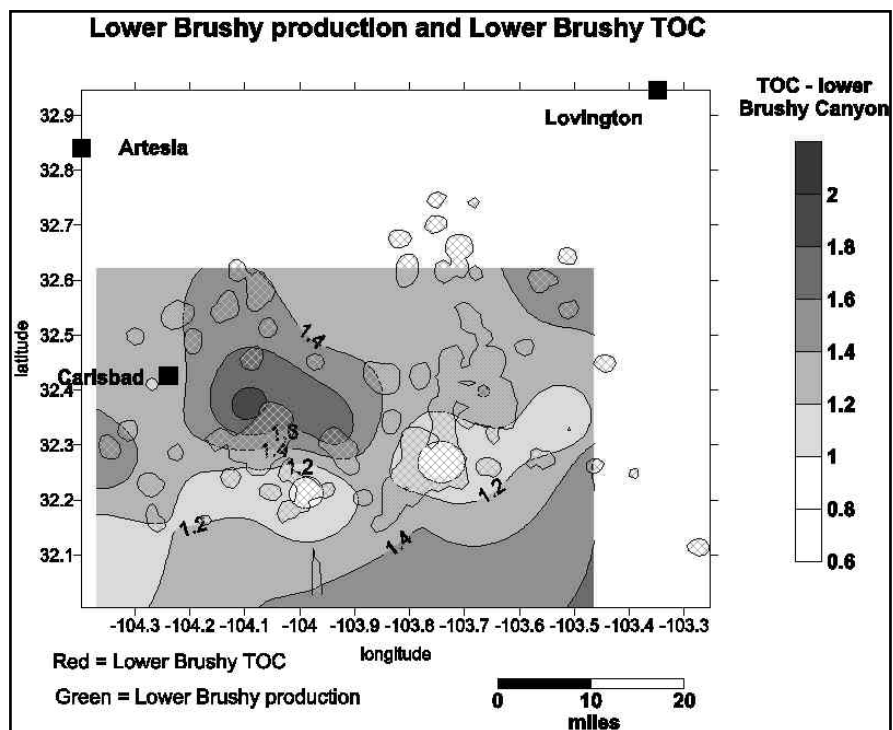 Lower Brushy production and Lower Brushy TOC
TOC - lower
Brushy Canyon
2
1.8
1.6
1.4
1.2
1
0.8
0.6
32.9
32.8
32.7
32.6
32.5
32.4
32.3
32.2
32.1
latitude
Lovington
Artesia
Carlsbad
1.4
1.8
1.4
1.2
1.2
1.2
1.4
-104.3 -104.2 -104.1 -104 -103.9 -103.8 -103.7 -103.6 -103.5 -103.4 -103.3
longitude
Red = Lower Brushy TOC
Green = Lower Brushy production
0 10 20
miles